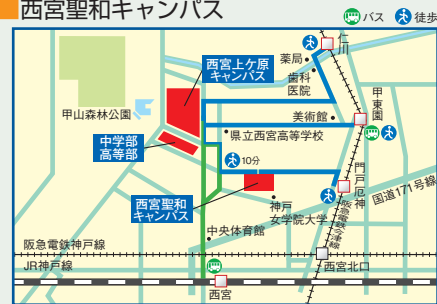 西宮聖和キャンパス
バス 徒歩
仁川
薬局
歯科
医院
西宮上ケ原
キャンパス
甲東園
甲山森林公園
美術館
県立西宮高等学校
中学部
高等部
10分
門戸厄神
国道171号線
西宮聖和
キャンパス
神戸
女学院大学
阪急電鉄今津線
中央体育館
阪急電鉄神戸線
西宮北口
JR神戸線
西宮